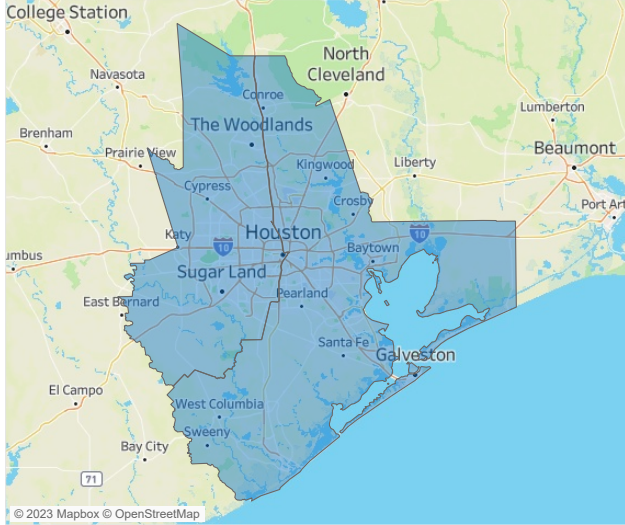 College Station
North
Cleveland
Navasota
Conroe
Lumberton
The Woodlands
Brenham
Beaumont
Prairie View
Kingwood
Liberty
Cypress
Crosby
Port Art
Katy
Houston
10
10
Baytown
umbus
Sugar Land
East Bernard
Pearland
Santa Fe
Galveston
El Campo
West Columbia
Sweeny
Bay City
71
© 2023 Mapbox © OpenStreetMap